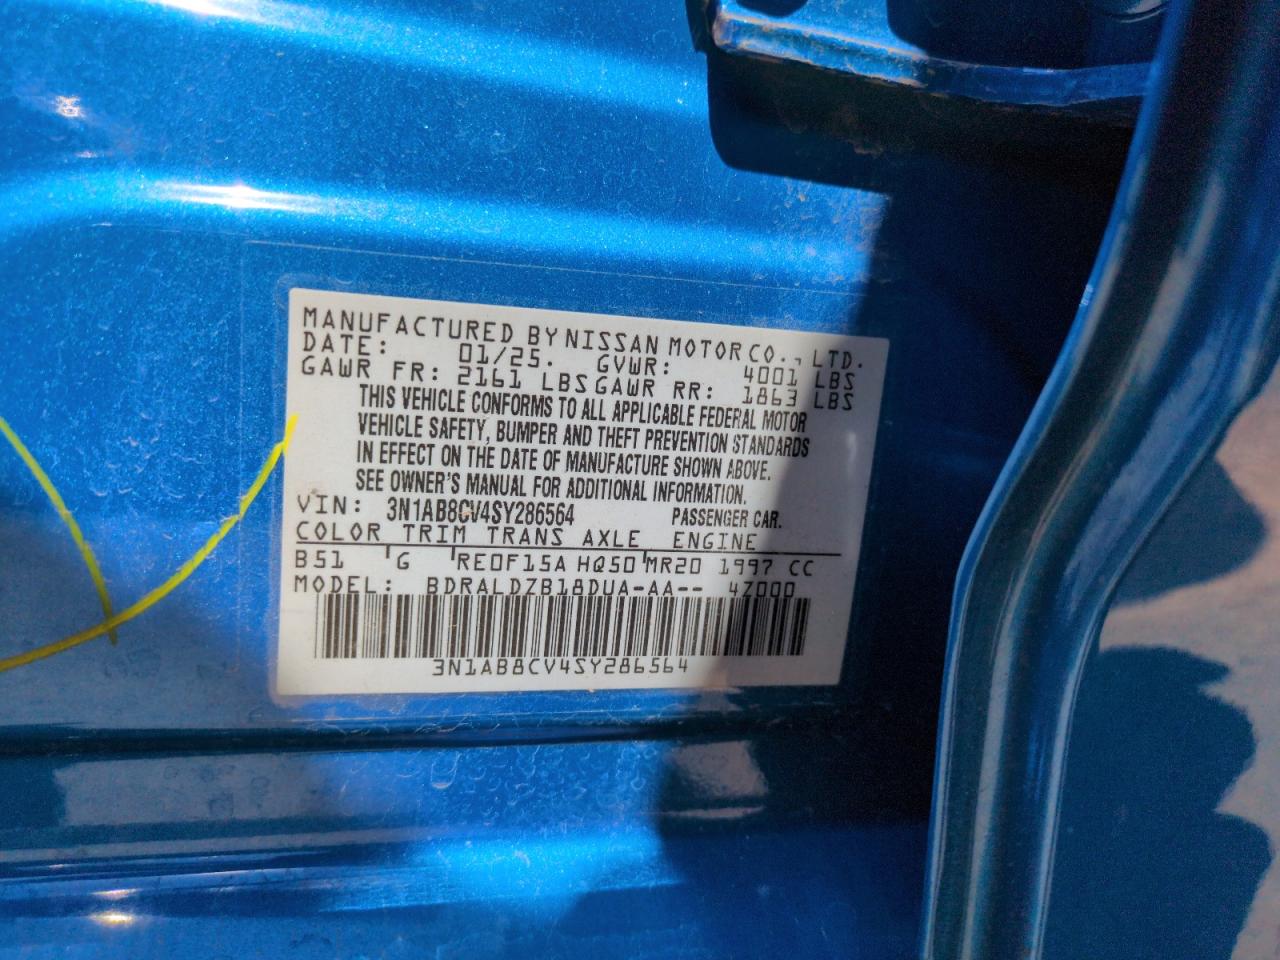 MANUFACTURED BY NISSAN MOTOR CO., LTD.
DATE: 01/25. GVWR: 4001 LBS
GAWR FR: 2161 LBS GAWR RR: 1863 LBS
THIS VEHICLE CONFORMS TO ALL APPLICABLE FEDERAL MOTOR
VEHICLE SAFETY, BUMPER AND THEFT PREVENTION STANDARDS
IN EFFECT ON THE DATE OF MANUFACTURE SHOWN ABOVE.
SEE OWNER'S MANUAL FOR ADDITIONAL INFORMATION.
VIN: 3N1AB8CV4SY286564 PASSENGER CAR.
COLOR TRIM TRANS AXLE ENGINE
B51 G RE0F15A HQ50 MR20 1997 CC
MODEL: BDRALDZB18DUA-AA-- 4Z000
3N1AB8CV4SY286564